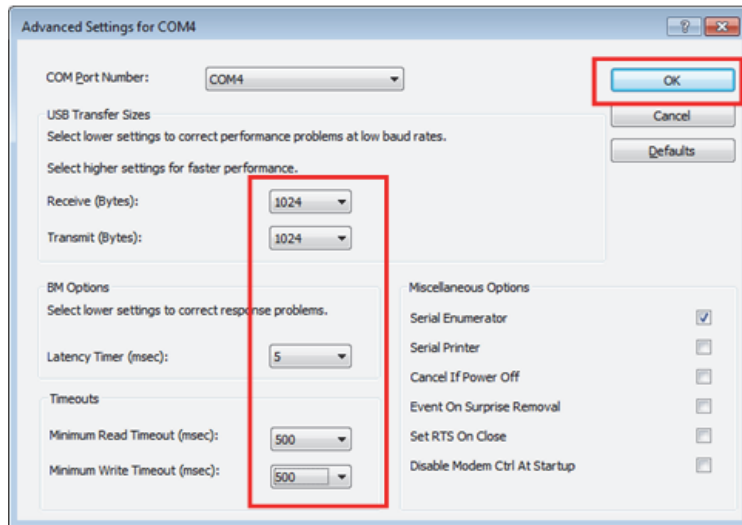 Advanced Settings for COM4
COM Port Number:
COM4
OK
Cancel
Defaults
USB Transfer Sizes
Select lower settings to correct performance problems at low baud rates.
Select higher settings for faster performance.
Receive (Bytes):
1024
Transmit (Bytes):
1024
BM Options
Select lower settings to correct response problems.
Latency Timer (msec):
5
Timeouts
Minimum Read Timeout (msec):
500
Minimum Write Timeout (msec):
500
Miscellaneous Options
Serial Enumerator
Serial Printer
Cancel If Power Off
Event On Surprise Removal
Set RTS On Close
Disable Modem Ctrl At Startup